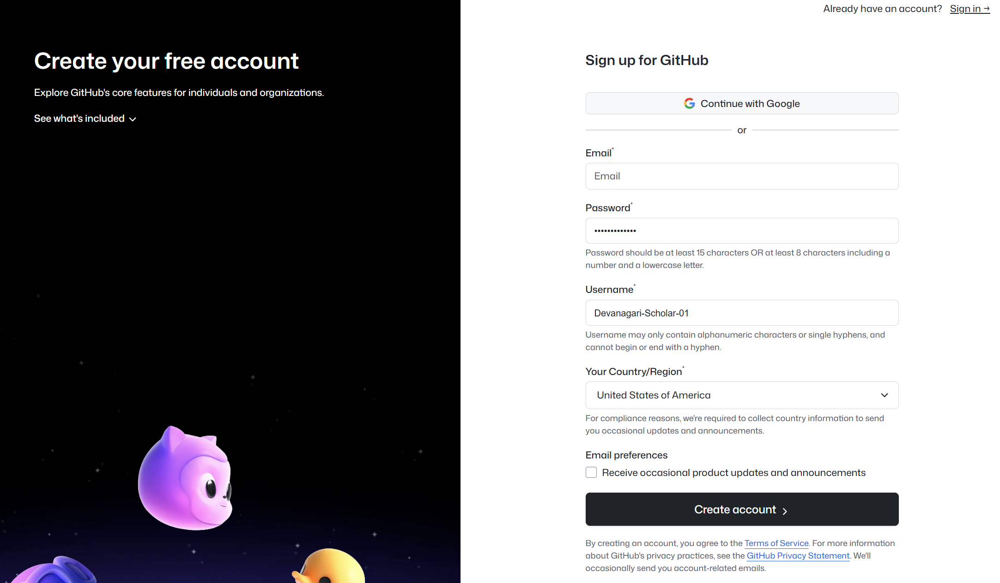 Already have an account? Sign in →
Create your free account
Explore GitHub's core features for individuals and organizations.
See what's included
Sign up for GitHub
Continue with Google
or
Email*
Email
Password*
•••••••••••••
Password should be at least 15 characters OR at least 8 characters including a
number and a lowercase letter.
Username*
Devanagari-Scholar-01
Username may only contain alphanumeric characters or single hyphens, and
cannot begin or end with a hyphen.
Your Country/Region*
United States of America
For compliance reasons, we're required to collect country information to send
you occasional updates and announcements.
Email preferences
Receive occasional product updates and announcements
Create account
By creating an account, you agree to the Terms of Service. For more information
about GitHub's privacy practices, see the GitHub Privacy Statement. We'll
occasionally send you account-related emails.